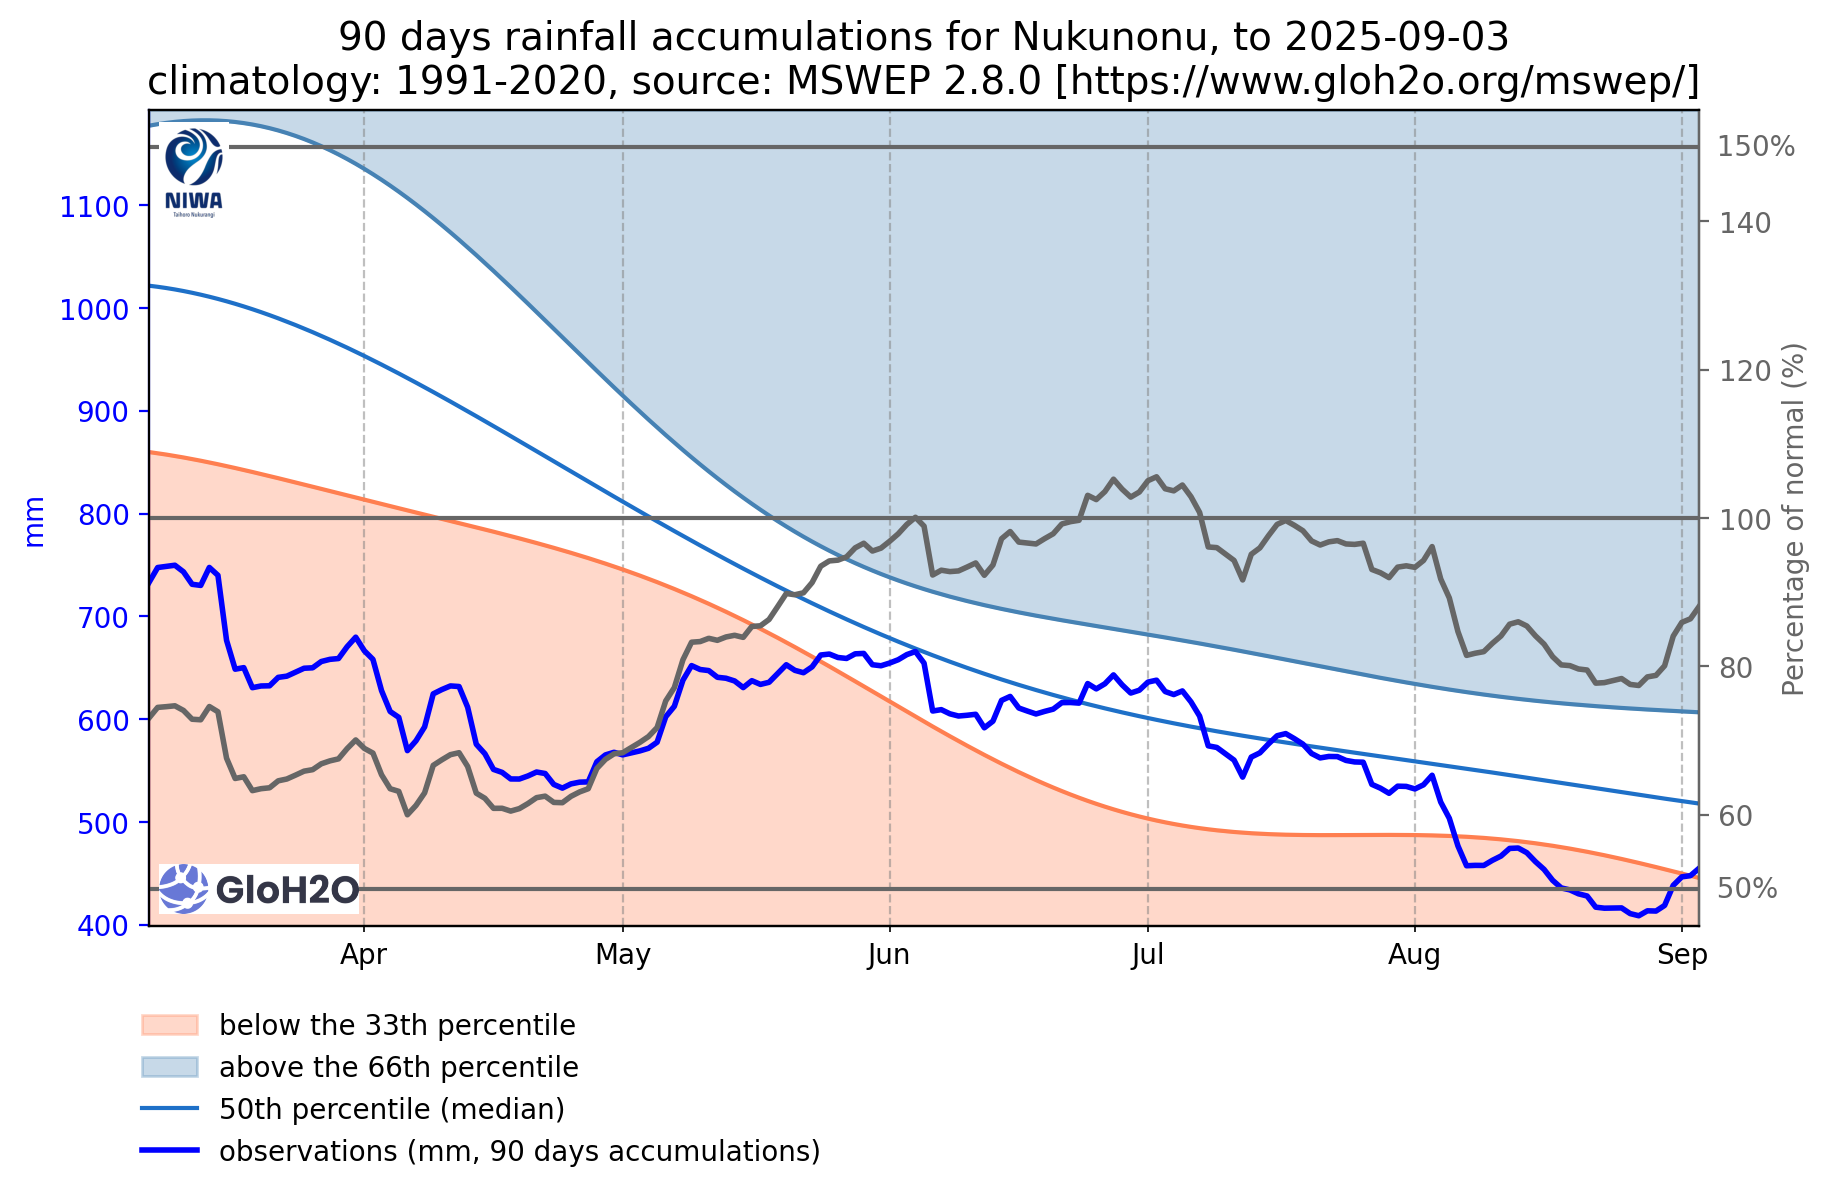 90 days rainfall accumulations for Nukunonu, to 2025-09-03
climatology: 1991-2020, source: MSWEP 2.8.0 [https://www.gloh2o.org/mswep/]
NIWA
Taihoro Nukurangi
1100
1000
900
800
700
600
500
400
mm
150%
140
120
100
80
60
50%
Percentage of normal (%)
GloH2O
Apr
May
Jun
Jul
Aug
Sep
below the 33th percentile
above the 66th percentile
50th percentile (median)
observations (mm, 90 days accumulations)